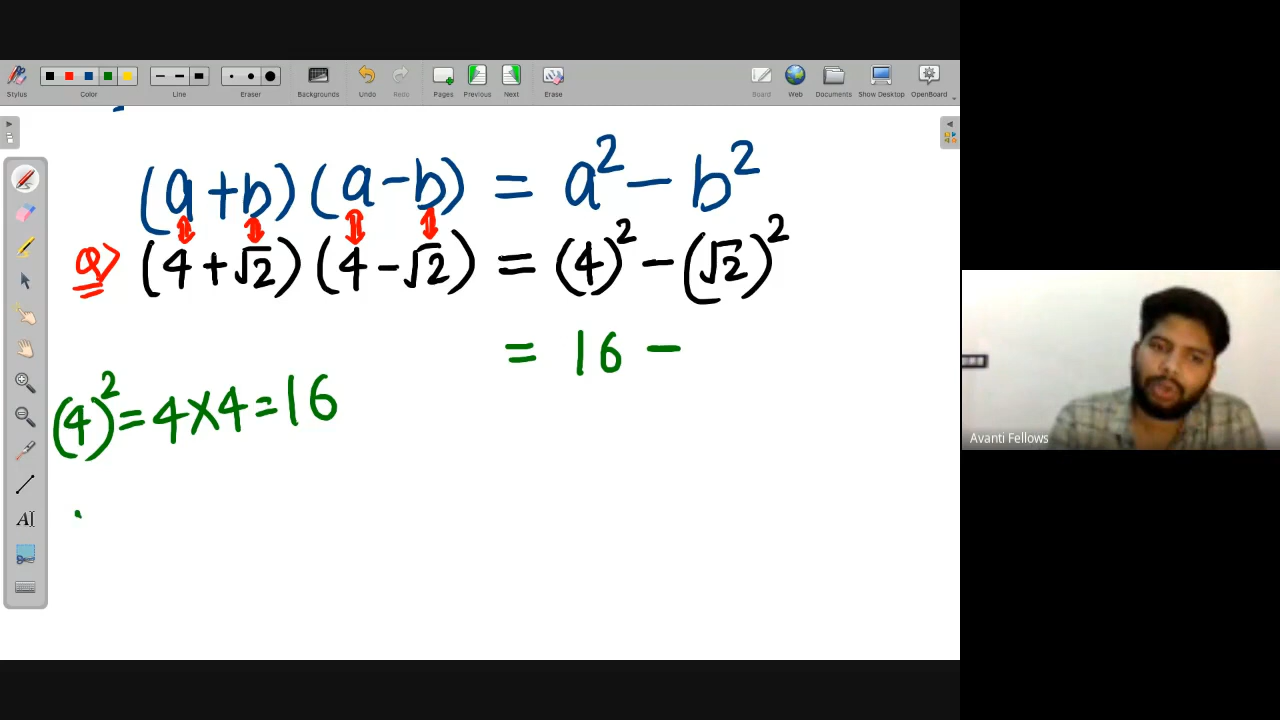 Stylus Color Line Eraser Backgrounds Undo Redo Pages Previous Next Erase Board Web Documents Show Desktop OpenBoard
(a+b)(a-b) = a² - b²
Q> (4+√2)(4-√2) = (4)² - (√2)²
= 16 -
(4)² = 4×4 = 16
Avanti Fellows